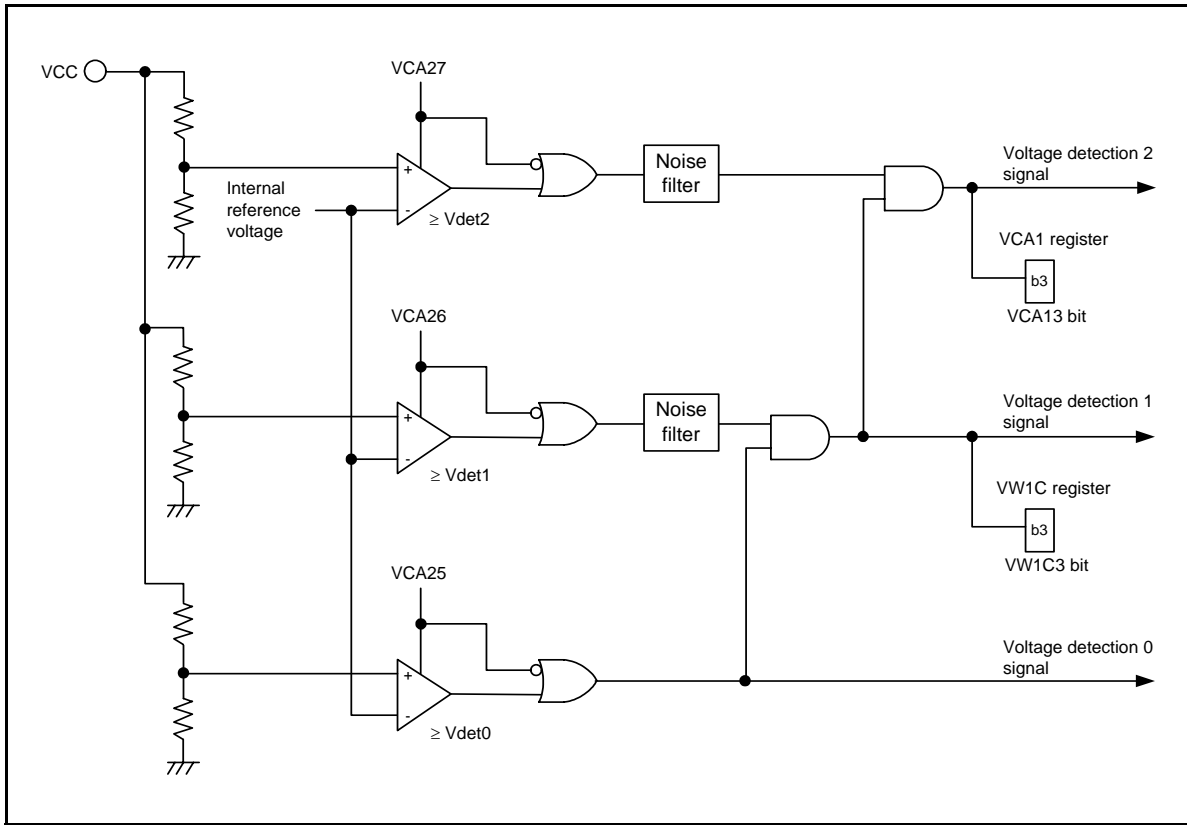 VCC
VCA27
+
-
Internal
reference
voltage
≥ Vdet2
Noise
filter
Voltage detection 2
signal
VCA1 register
b3
VCA13 bit
VCA26
+
-
≥ Vdet1
Noise
filter
Voltage detection 1
signal
VW1C register
b3
VW1C3 bit
VCA25
+
-
≥ Vdet0
Voltage detection 0
signal